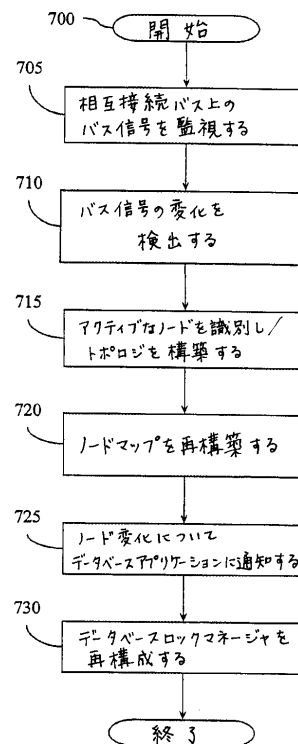 700
開始
705
相互接続バス上の
バス信号を監視する
710
バス信号の変化を
検出する
715
アクティブなノードを識別し/
トポロジを構築する
720
ノードマップを再構築する
725
ノード変化について
データベースアプリケーションに通知する
730
データベースロックマネージャを
再構成する
終了